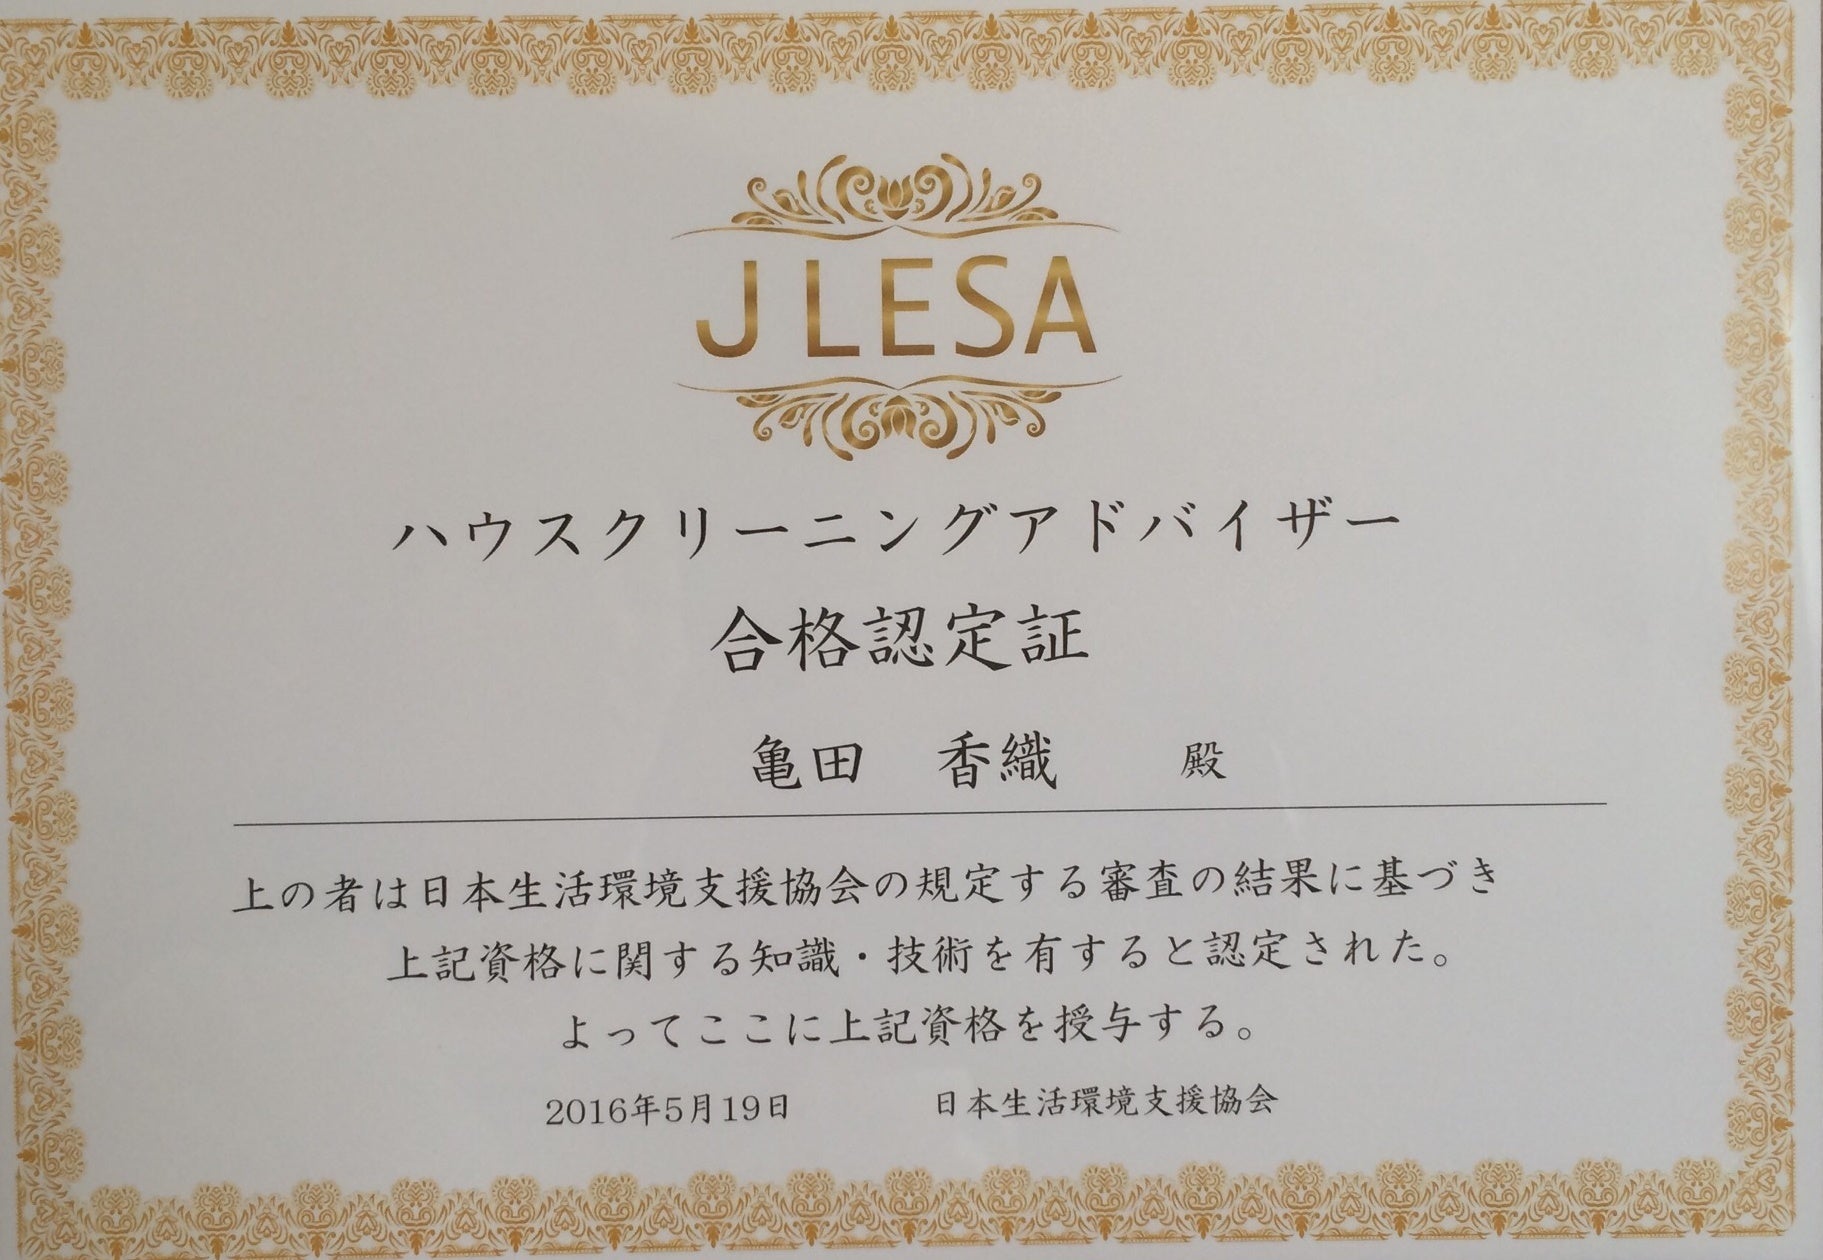 J LESA
ハウスクリーニングアドバイザー
合格認定証
亀田 香織 殿
上の者は日本生活環境支援協会の規定する審査の結果に基づき
上記資格に関する知識・技術を有すると認定された。
よってここに上記資格を授与する。
2016年5月19日 日本生活環境支援協会